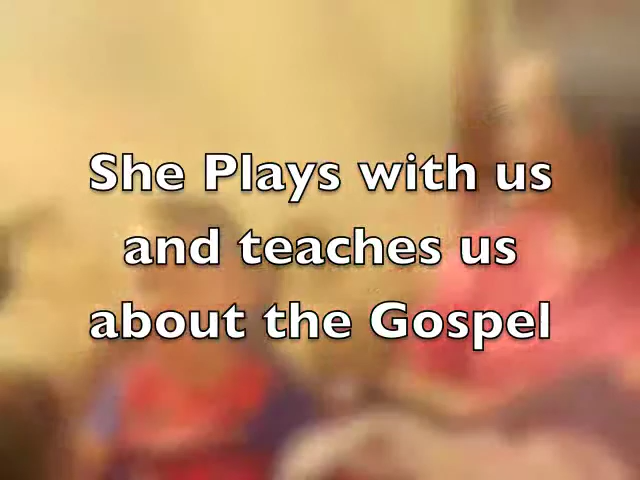 She Plays with us
and teaches us
about the Gospel